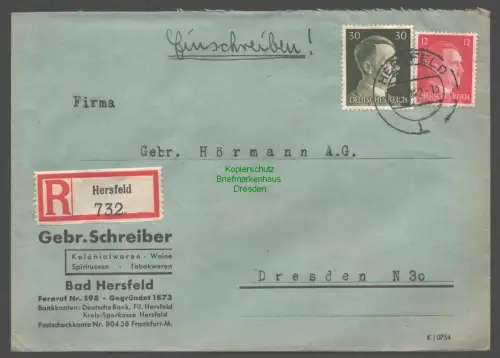 Einschreiben!
30 30
DEUTSCHES REICH
12
DEUTSCHES REICH
HERSFELD
Firma
Gebr. Hörmann A.G.
Kopierschutz
Briefmarkenhaus
Dresden
R Hersfeld
732
Gebr. Schreiber
Kolonialwaren - Weine
Spirituosen - Tabakwaren
Bad Hersfeld
Fernruf Nr. 598 - Gegründet 1873
Bankkonten: Deutsche Bank, Fil. Hersfeld
Kreis-Sparkasse Hersfeld
Postscheckkonto Nr. 80458 Frankfurt-M.
Dresden N 30
K/0754